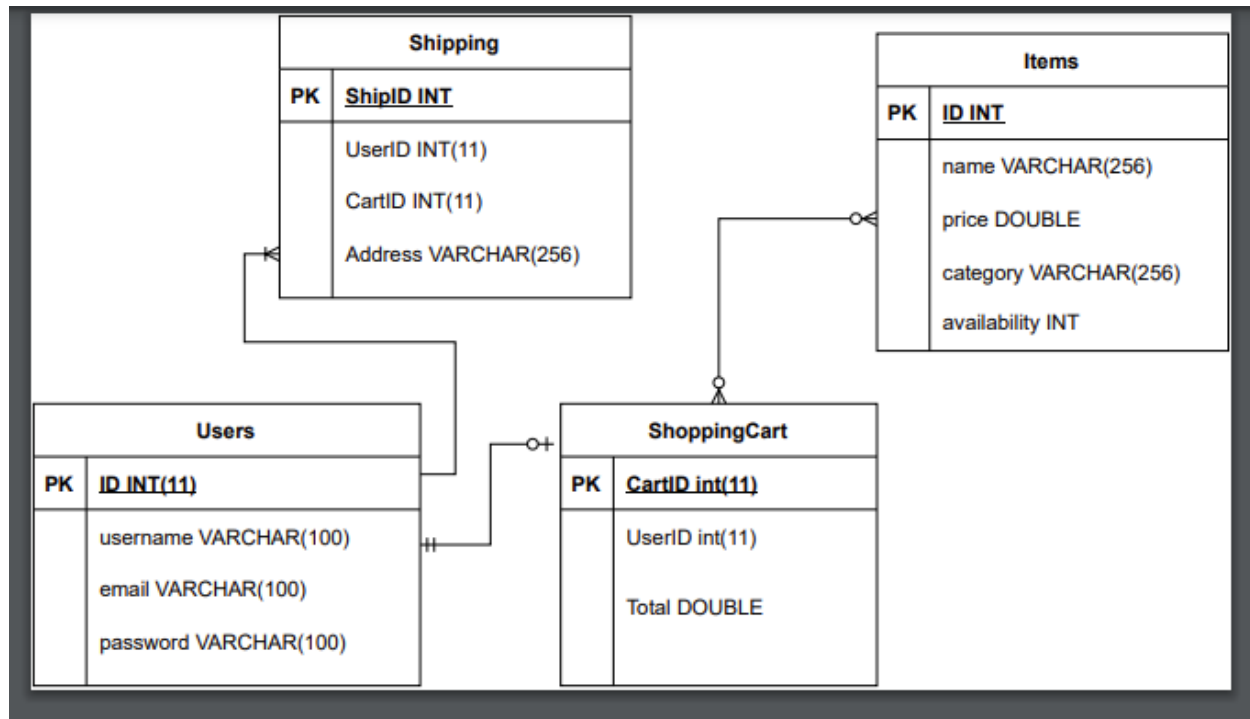 Shipping
PK ShipID INT
UserID INT(11)
CartID INT(11)
Address VARCHAR(256)
Items
PK ID INT
name VARCHAR(256)
price DOUBLE
category VARCHAR(256)
availability INT
Users
PK ID INT(11)
username VARCHAR(100)
email VARCHAR(100)
password VARCHAR(100)
ShoppingCart
PK CartID int(11)
UserID int(11)
Total DOUBLE